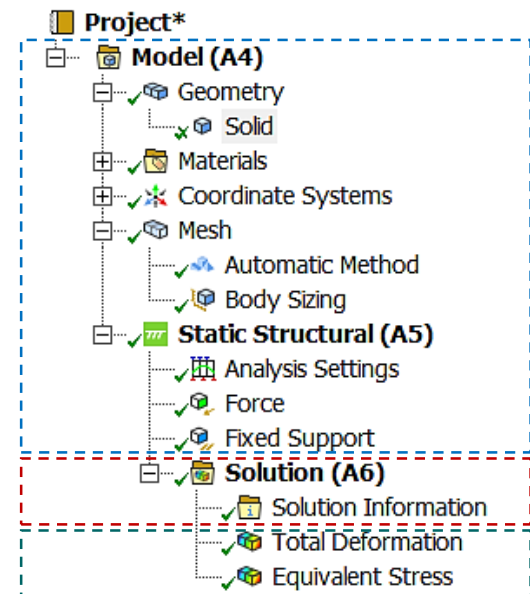 Project*
Model (A4)
Geometry
Solid
Materials
Coordinate Systems
Mesh
Automatic Method
Body Sizing
Static Structural (A5)
Analysis Settings
Force
Fixed Support
Solution (A6)
Solution Information
Total Deformation
Equivalent Stress